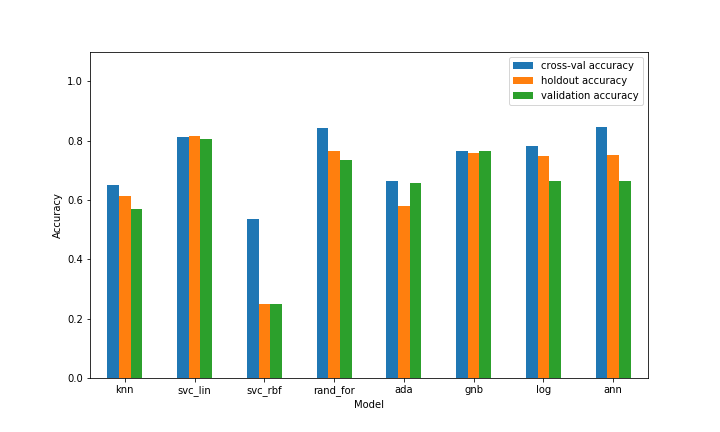 cross-val accuracy
holdout accuracy
validation accuracy
1.0
0.8
0.6
0.4
0.2
0.0
Accuracy
knn svc_lin svc_rbf rand_for ada gnb log ann
Model